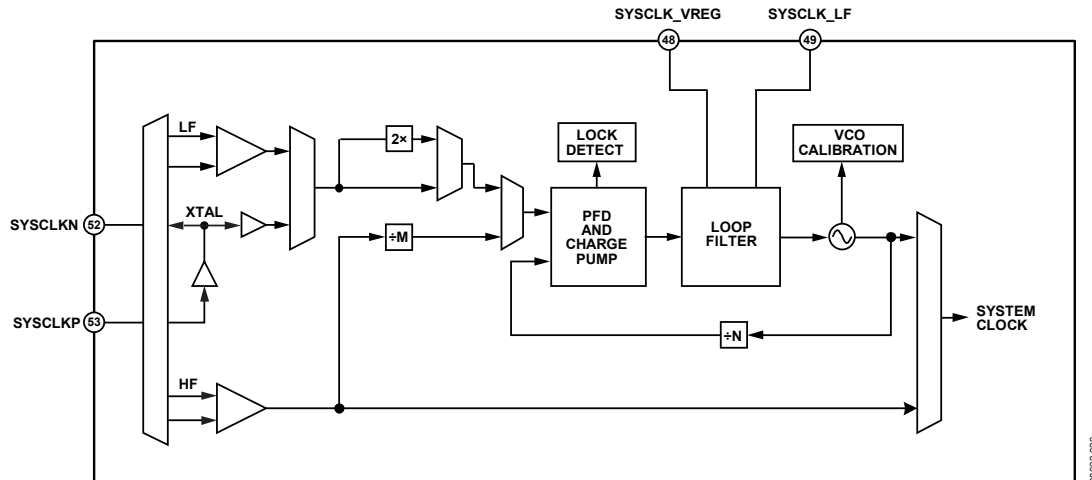 SYSCLK_VREG
SYSCLK_LF
48
49
LF
2×
LOCK
DETECT
VCO
CALIBRATION
SYSCLKN
52
XTAL
÷M
PFD
AND
CHARGE
PUMP
LOOP
FILTER
SYSCLKP
53
÷N
SYSTEM
CLOCK
HF